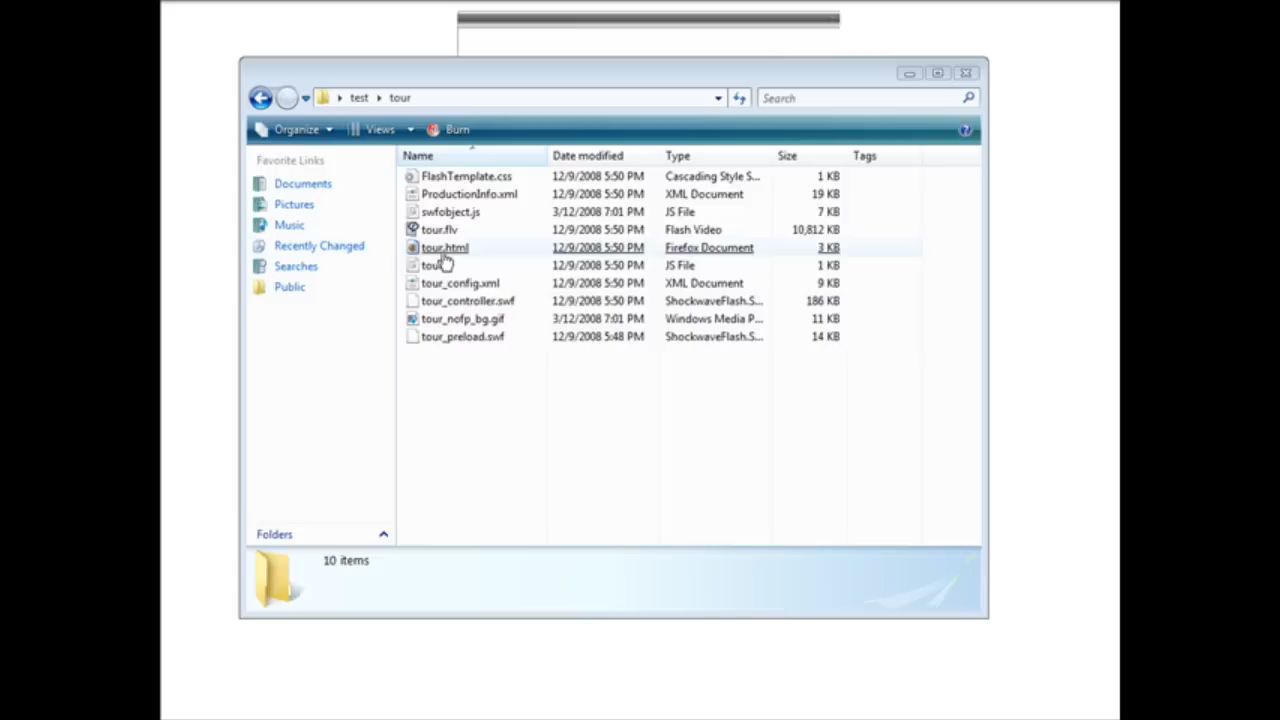 test tour Search
Organize Views Burn
Favorite Links
Documents
Pictures
Music
Recently Changed
Searches
Public
Folders
Name Date modified Type Size Tags
FlashTemplate.css 12/9/2008 5:50 PM Cascading Style S... 1 KB
ProductionInfo.xml 12/9/2008 5:50 PM XML Document 19 KB
swfobject.js 3/12/2008 7:01 PM JS File 7 KB
tour.flv 12/9/2008 5:50 PM Flash Video 10,812 KB
tour.html 12/9/2008 5:50 PM Firefox Document 3 KB
12/9/2008 5:50 PM JS File 1 KB
tour_config.xml 12/9/2008 5:50 PM XML Document 9 KB
tour_controller.swf 12/9/2008 5:50 PM ShockwaveFlash.S... 186 KB
tour_nofp_bg.gif 3/12/2008 7:01 PM Windows Media P... 11 KB
tour_preload.swf 12/9/2008 5:48 PM ShockwaveFlash.S... 14 KB
10 items